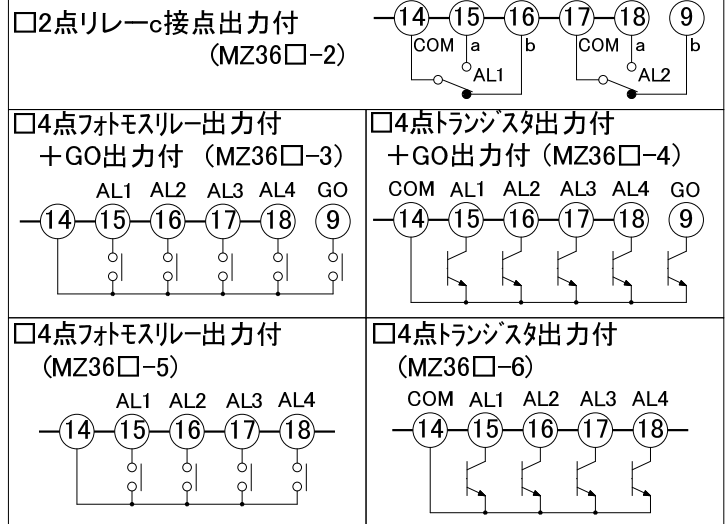 □2点リレーc接点出力付
(MZ36□-2)
14 15 16 17 18 9
COM a b COM a b
AL1 AL2
□4点フォトモスリレー出力付
+GO出力付 (MZ36□-3)
AL1 AL2 AL3 AL4 GO
14 15 16 17 18 9
□4点トランジスタ出力付
+GO出力付 (MZ36□-4)
COM AL1 AL2 AL3 AL4 GO
14 15 16 17 18 9
□4点フォトモスリレー出力付
(MZ36□-5)
AL1 AL2 AL3 AL4
14 15 16 17 18
□4点トランジスタ出力付
(MZ36□-6)
COM AL1 AL2 AL3 AL4
14 15 16 17 18